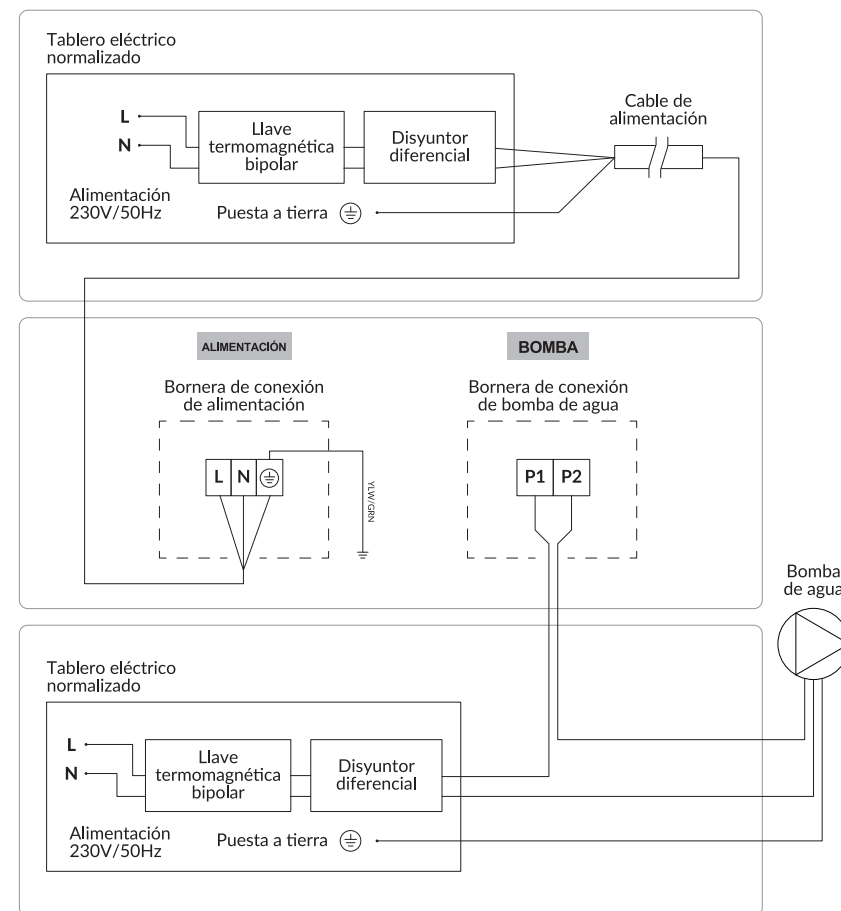 Tablero eléctrico
normalizado
L
N
Llave
termomagnética
bipolar
Disyuntor
diferencial
Cable de
alimentación
Alimentación
230V/50Hz
Puesta a tierra
ALIMENTACIÓN
BOMBA
Bornera de conexión
de alimentación
Bornera de conexión
de bomba de agua
L N
YLW/GRN
P1 P2
Bomba
de agua
Tablero eléctrico
normalizado
L
N
Llave
termomagnética
bipolar
Disyuntor
diferencial
Alimentación
230V/50Hz
Puesta a tierra